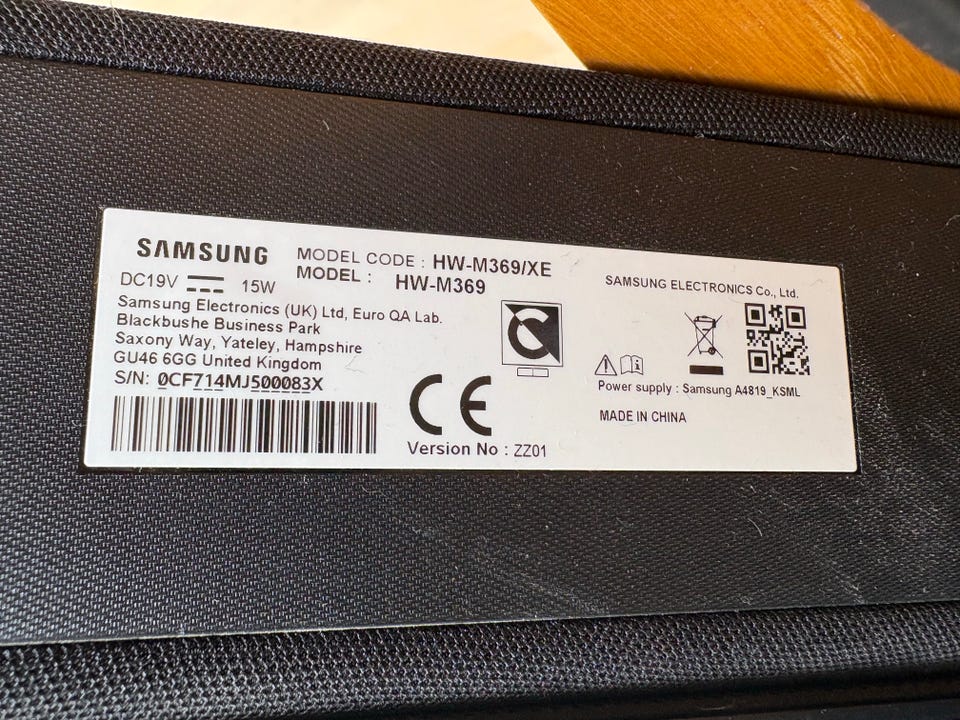 SAMSUNG
MODEL CODE : HW-M369/XE
MODEL : HW-M369
DC19V 15W
Samsung Electronics (UK) Ltd, Euro QA Lab.
Blackbushe Business Park
Saxony Way, Yateley, Hampshire
GU46 6GG United Kingdom
S/N: 0CF714MJ500083X
CE
Version No : ZZ01
SAMSUNG ELECTRONICS Co., Ltd.
Power supply : Samsung A4819_KSML
MADE IN CHINA